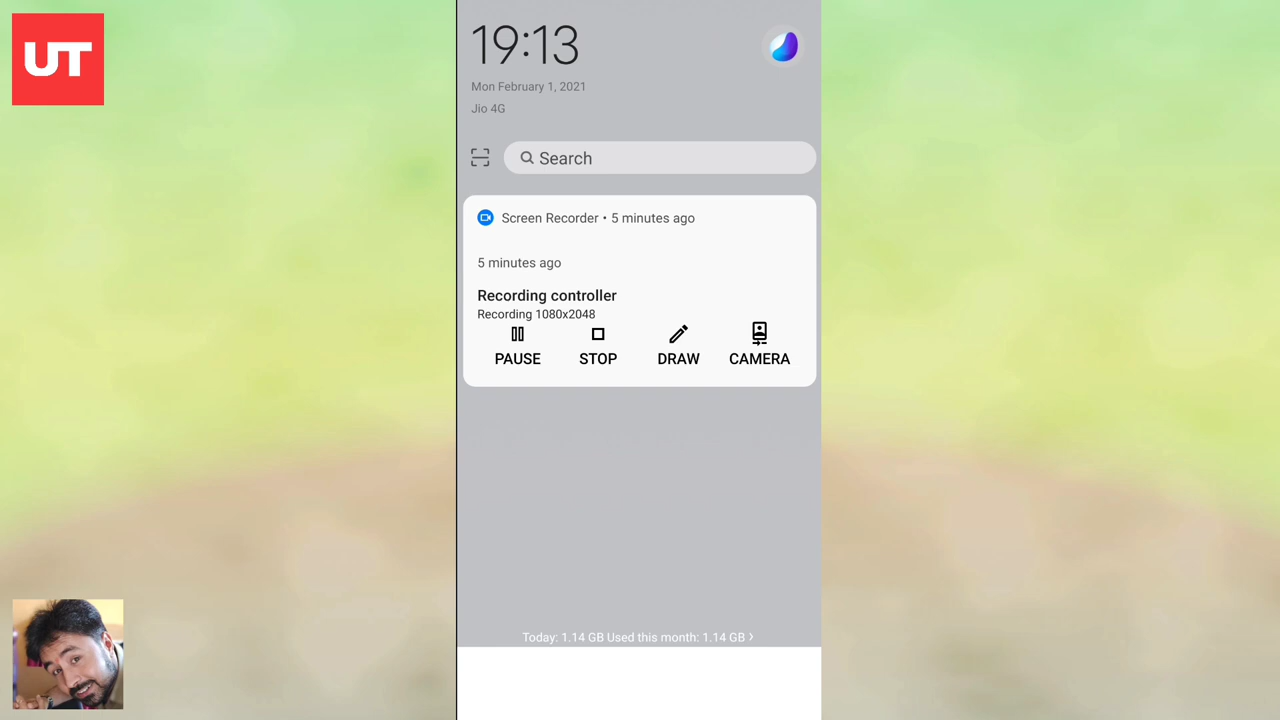 UT
19:13
Mon February 1, 2021
Jio 4G
Search
Screen Recorder • 5 minutes ago
5 minutes ago
Recording controller
Recording 1080x2048
PAUSE STOP DRAW CAMERA
Today: 1.14 GB Used this month: 1.14 GB >